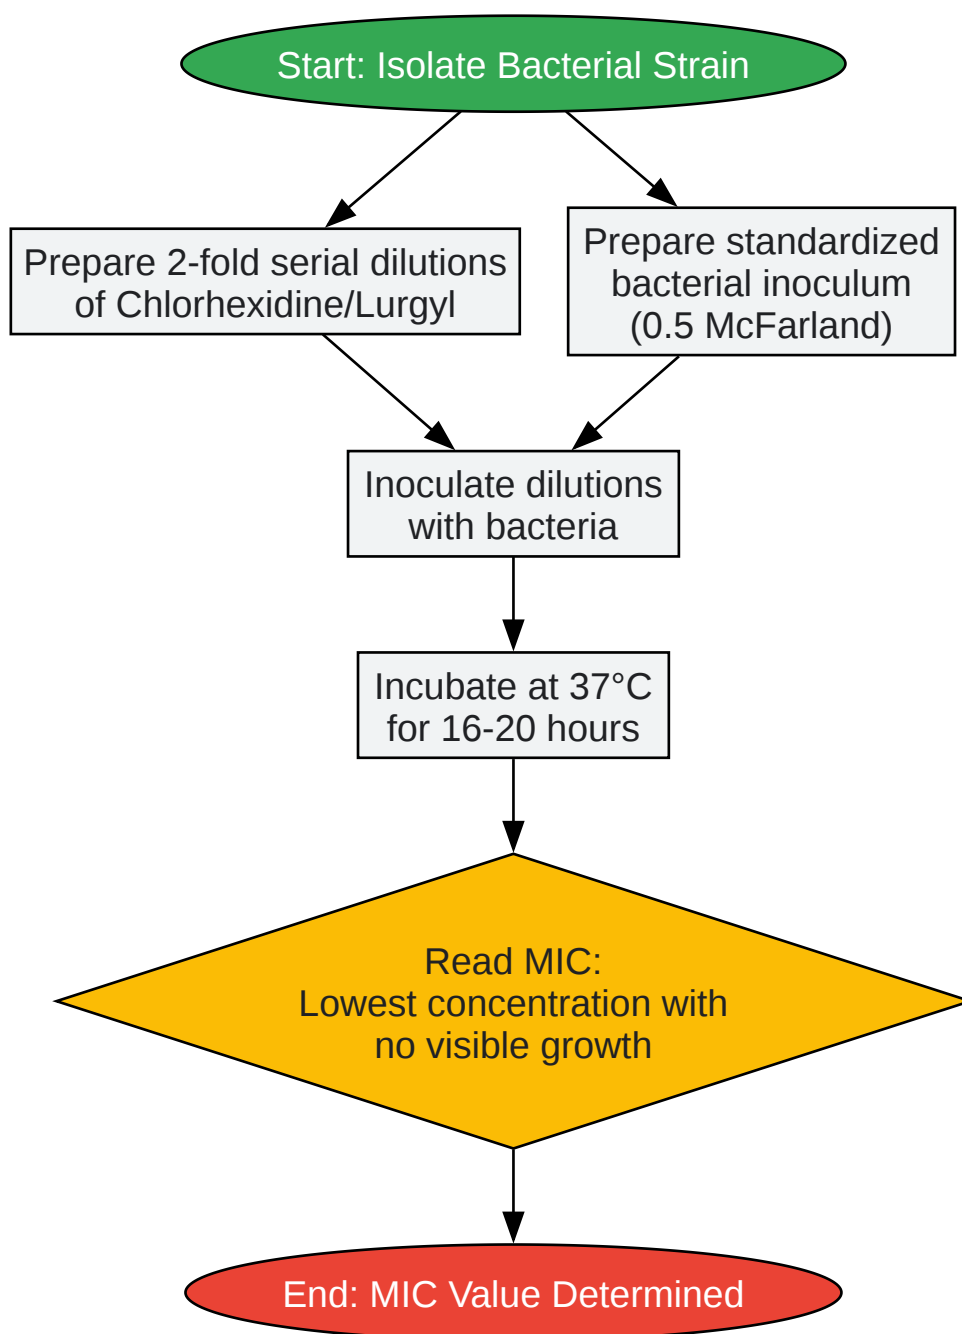 Start: Isolate Bacterial Strain
Prepare 2-fold serial dilutions
of Chlorhexidine/Lurgyl
Prepare standardized
bacterial inoculum
(0.5 McFarland)
Inoculate dilutions
with bacteria
Incubate at 37°C
for 16-20 hours
Read MIC:
Lowest concentration with
no visible growth
End: MIC Value Determined